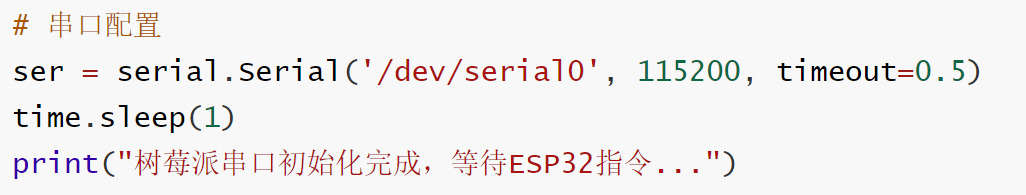 # 串口配置
ser = serial.Serial('/dev/serial0', 115200, timeout=0.5)
time.sleep(1)
print("树莓派串口初始化完成，等待ESP32指令...")